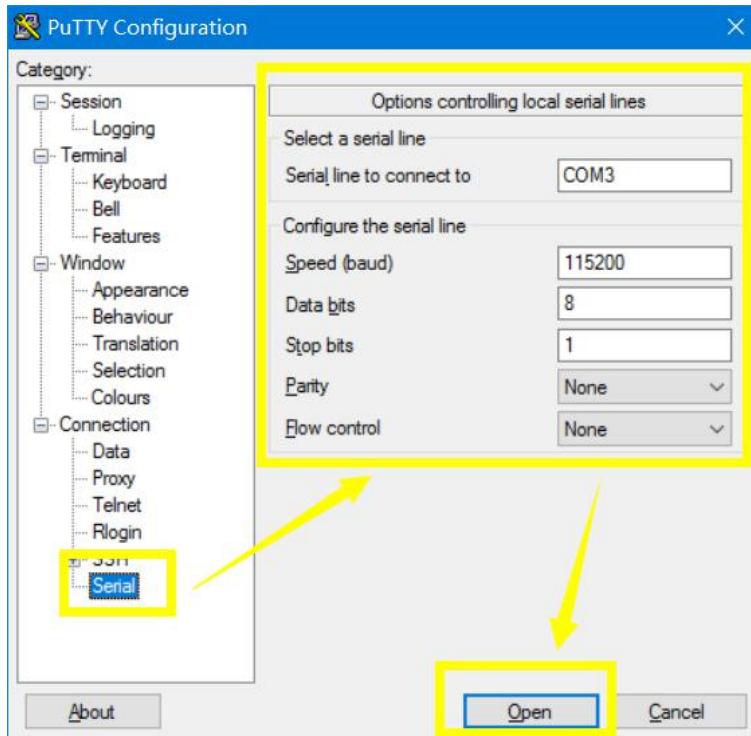 PuTTY Configuration
Category:
Session
Logging
Terminal
Keyboard
Bell
Features
Window
Appearance
Behaviour
Translation
Selection
Colours
Connection
Data
Proxy
Telnet
Rlogin
SSH
Serial
Options controlling local serial lines
Select a serial line
Serial line to connect to COM3
Configure the serial line
Speed (baud) 115200
Data bits 8
Stop bits 1
Parity None
Flow control None
About Open Cancel